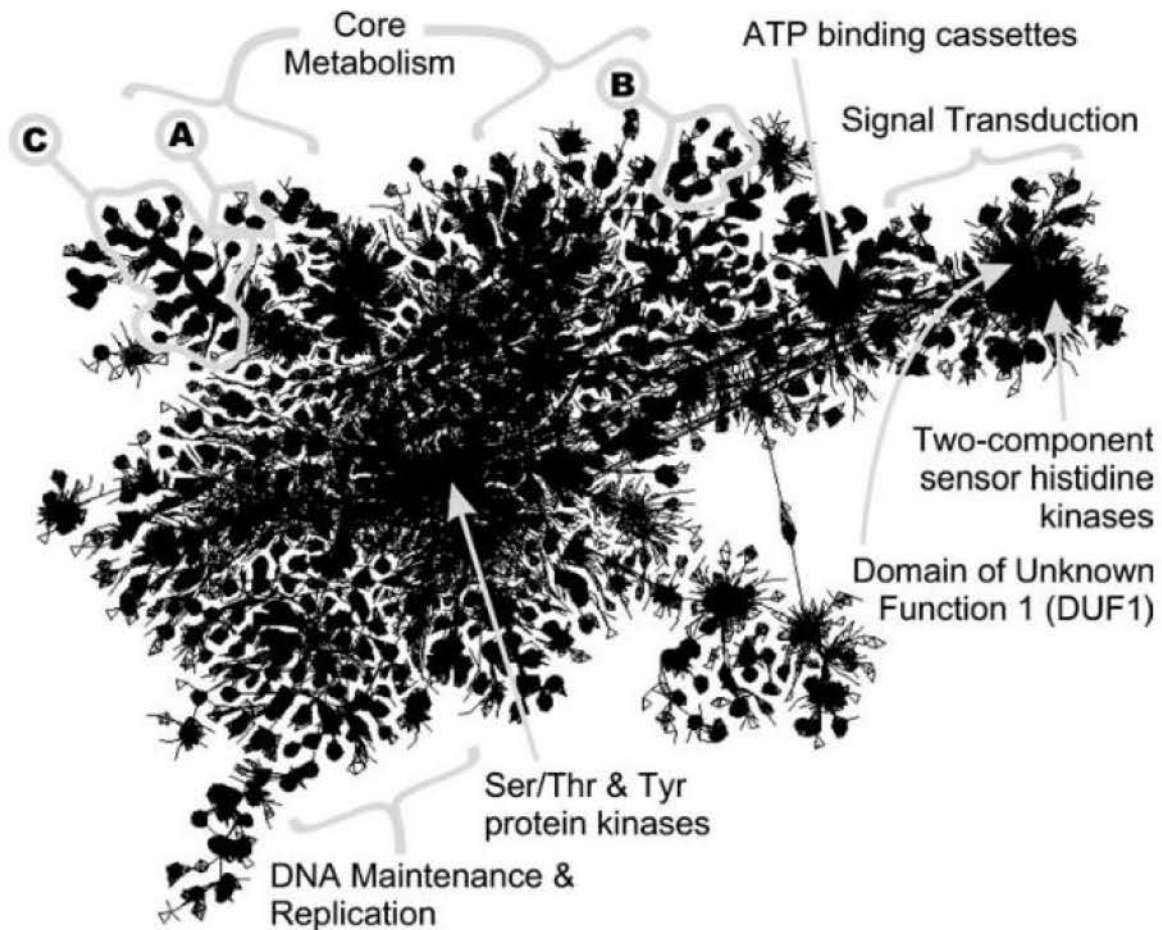 Core
Metabolism
ATP binding cassettes
B
Signal Transduction
C
A
Two-component
sensor histidine
kinases
Domain of Unknown
Function 1 (DUF1)
Ser/Thr & Tyr
protein kinases
DNA Maintenance &
Replication